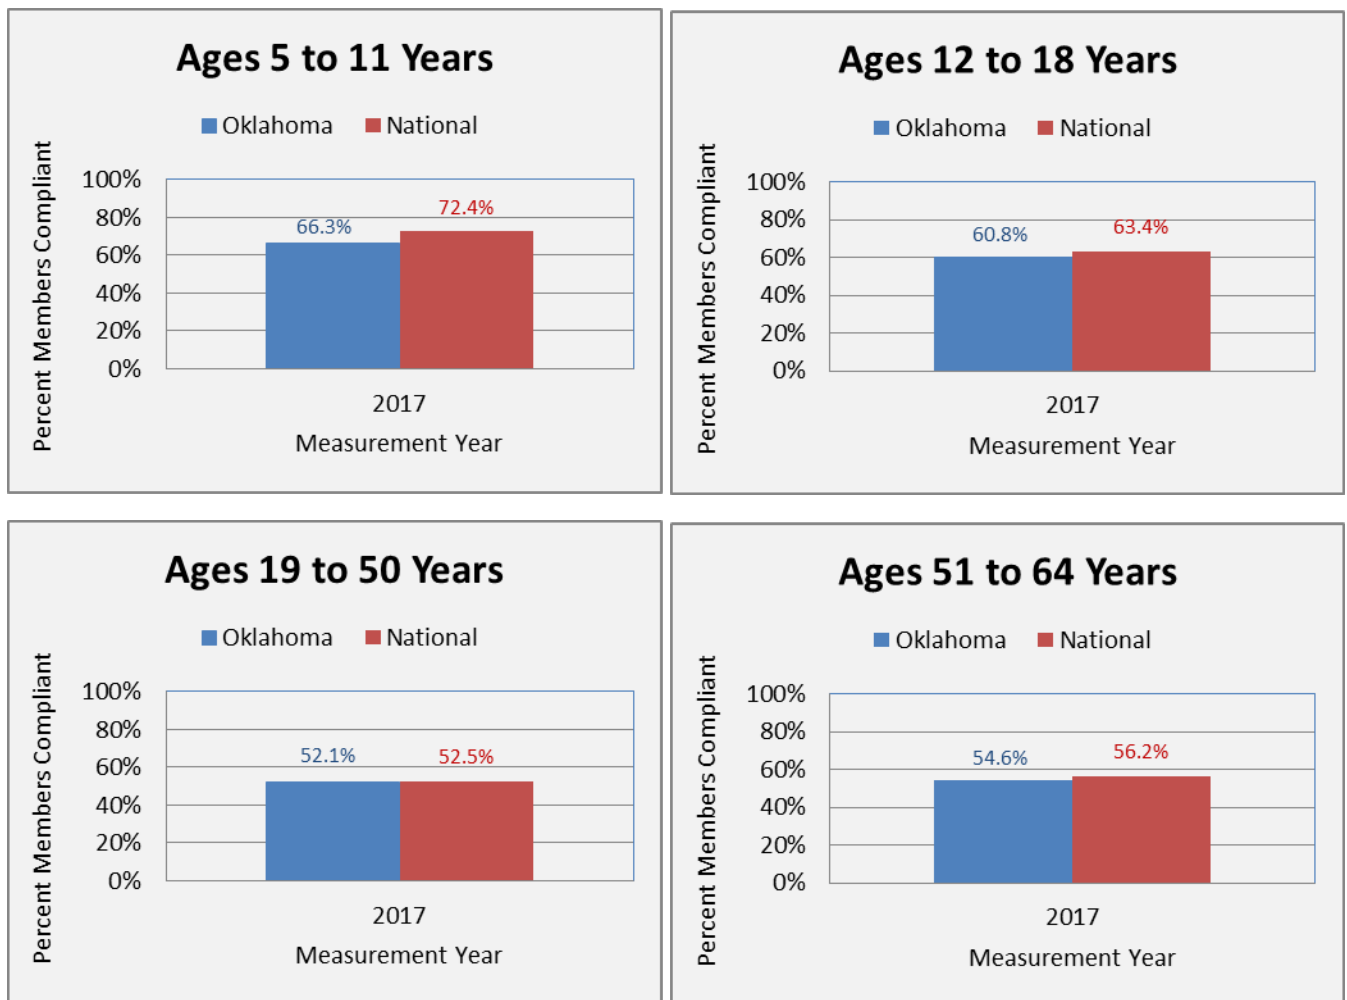 Ages 5 to 11 Years
Oklahoma National
Percent Members Compliant
100%
80%
60%
40%
20%
0%
66.3%
72.4%
2017
Measurement Year
Ages 12 to 18 Years
Oklahoma National
Percent Members Compliant
100%
80%
60%
40%
20%
0%
60.8%
63.4%
2017
Measurement Year
Ages 19 to 50 Years
Oklahoma National
Percent Members Compliant
100%
80%
60%
40%
20%
0%
52.1%
52.5%
2017
Measurement Year
Ages 51 to 64 Years
Oklahoma National
Percent Members Compliant
100%
80%
60%
40%
20%
0%
54.6%
56.2%
2017
Measurement Year